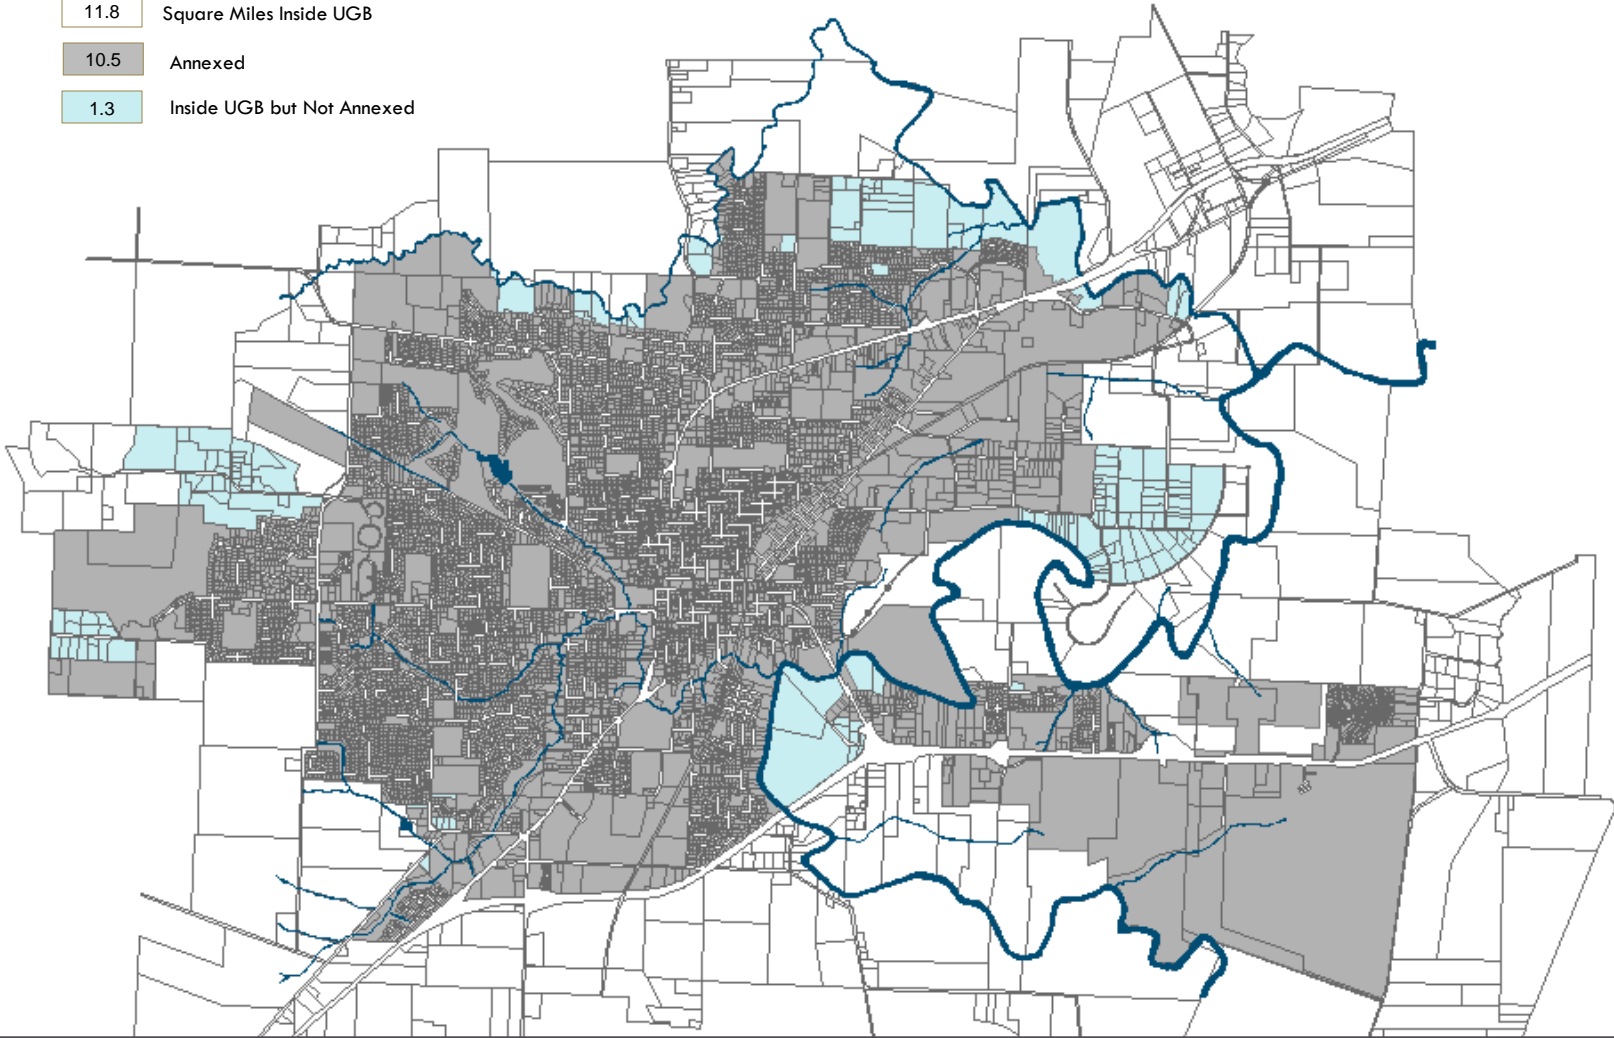 11.8 Square Miles Inside UGB
10.5 Annexed
1.3 Inside UGB but Not Annexed